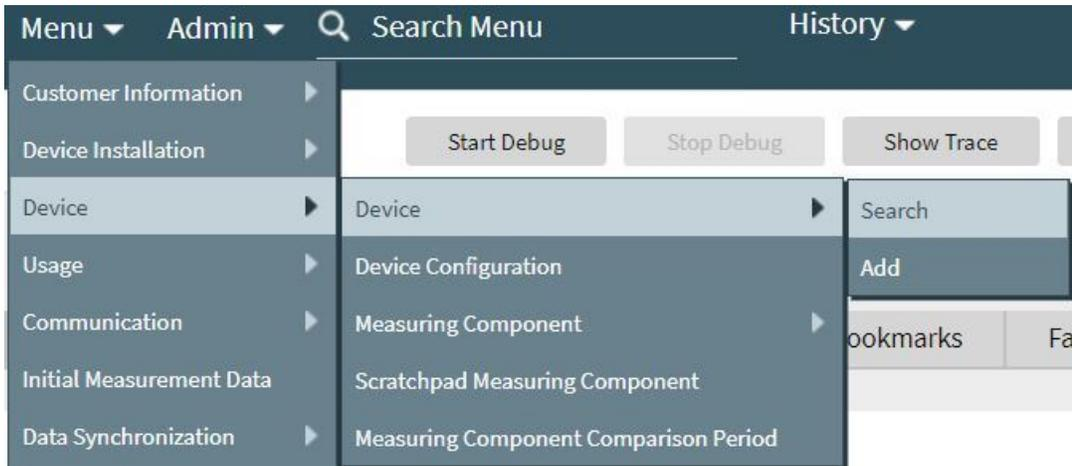 Menu Admin Search Menu History
Customer Information
Device Installation
Start Debug Stop Debug Show Trace
Device
Device
Search
Usage
Device Configuration
Add
Communication
Measuring Component
ookmarks Fa
Initial Measurement Data
Scratchpad Measuring Component
Data Synchronization
Measuring Component Comparison Period